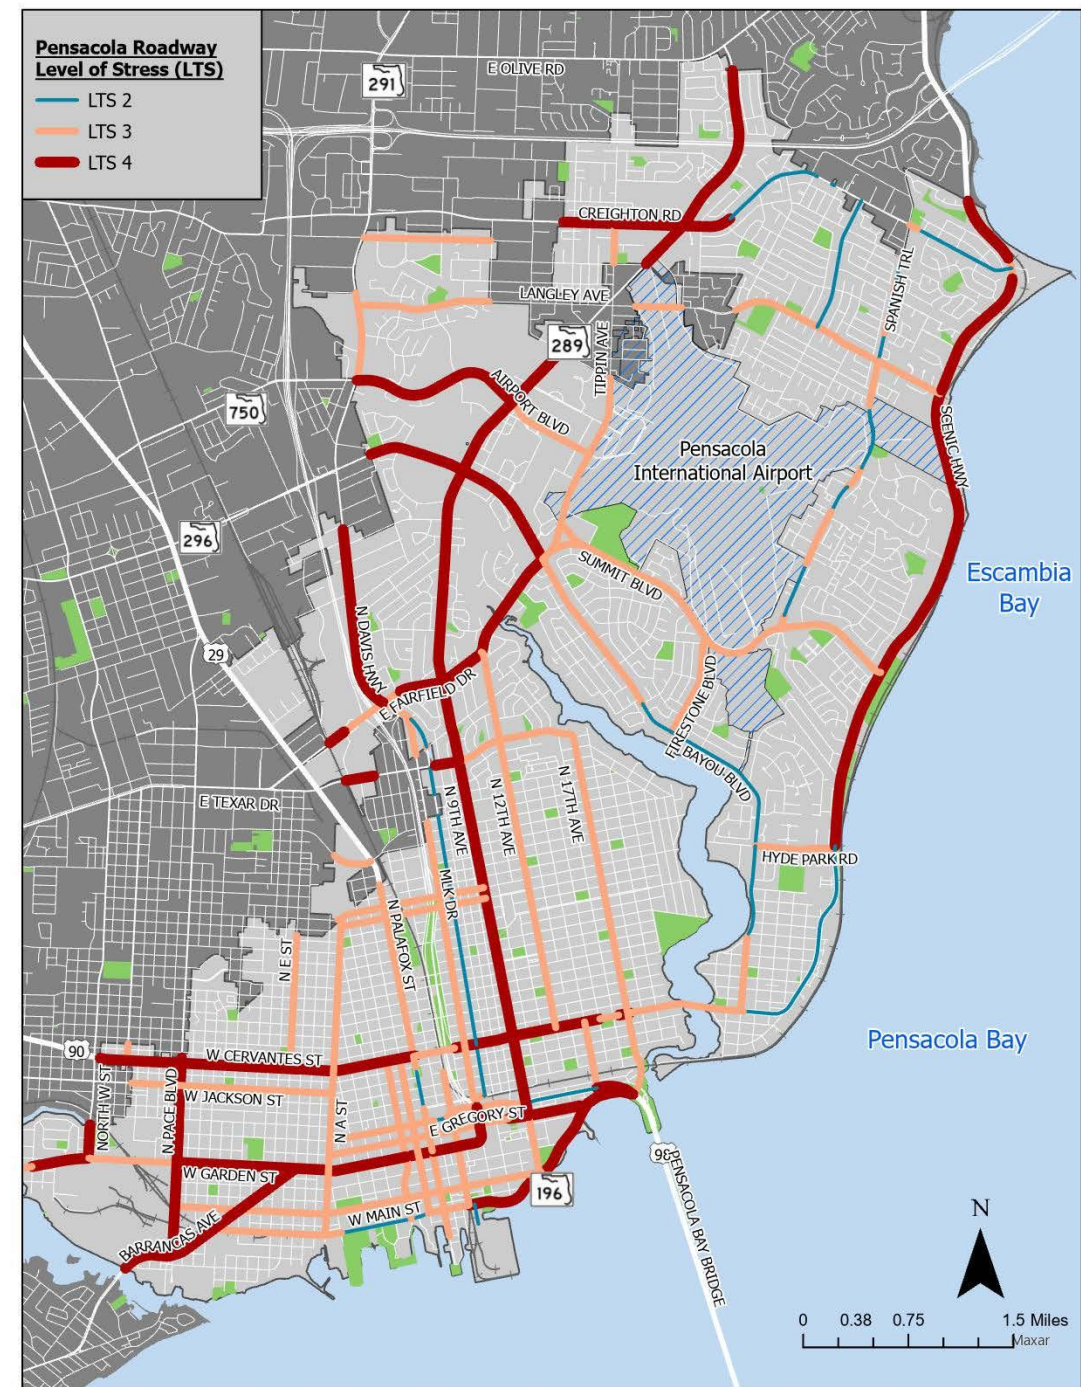 Pensacola Roadway
Level of Stress (LTS)
LTS 2
LTS 3
LTS 4
E OLIVE RD
291
CREIGHTON RD
LANGLEY AVE
SPANISH TRL
289
TIPPIN AVE
AIRPORT BLVD
750
SCENIC HWY
Pensacola
International Airport
296
SUMMIT BLVD
Escambia
Bay
N DAVIS HWY
29
E FAIRFIELD DR
FIRESTONE BLVD
BAYOU BLVD
E TEXAR DR
N 9TH AVE
N 12TH AVE
N 17TH AVE
HYDE PARK RD
MLK DR
N PALAFOX ST
N E ST
Pensacola Bay
90
W CERVANTES ST
W JACKSON ST
NORTH W ST
N PACE BLVD
N A ST
E GREGORY ST
98
W GARDEN ST
196
PENSACOLA BAY BRIDGE
W MAIN ST
BARRANCAS AVE
N
0 0.38 0.75 1.5 Miles
Maxar